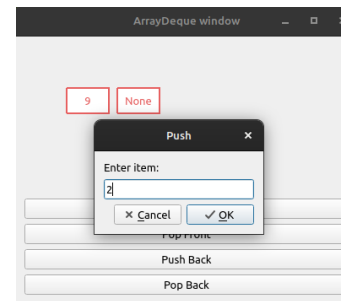 ArrayDeque window
9 None
Push
Enter item:
2
Cancel OK
Pop Front
Push Back
Pop Back